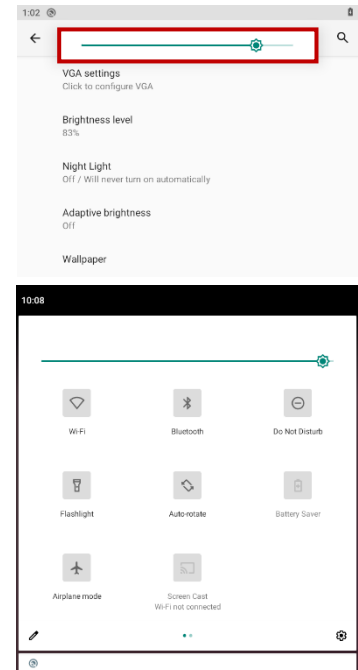 1:02
VGA settings
Click to configure VGA
Brightness level
83%
Night Light
Off / Will never turn on automatically
Adaptive brightness
Off
Wallpaper
10:08
Wi-Fi
Bluetooth
Do Not Disturb
Flashlight
Auto-rotate
Battery Saver
Airplane mode
Screen Cast
Wi-Fi not connected